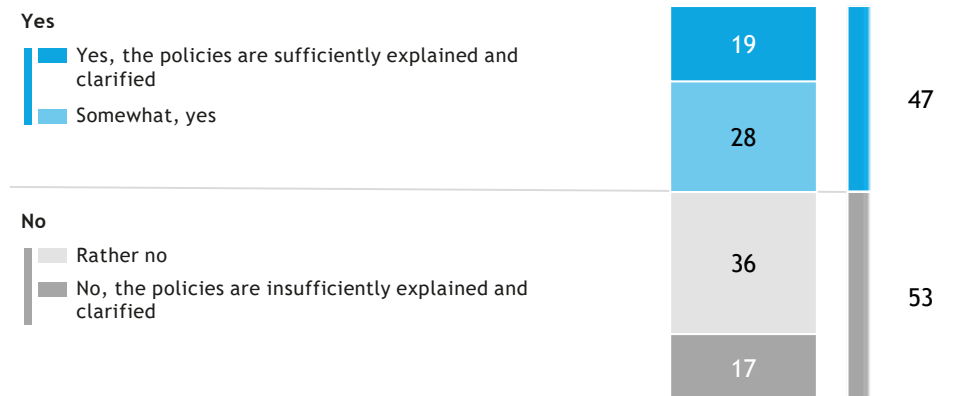 Yes
Yes, the policies are sufficiently explained and
clarified
Somewhat, yes
19
28
47
No
Rather no
No, the policies are insufficiently explained and
clarified
36
17
53